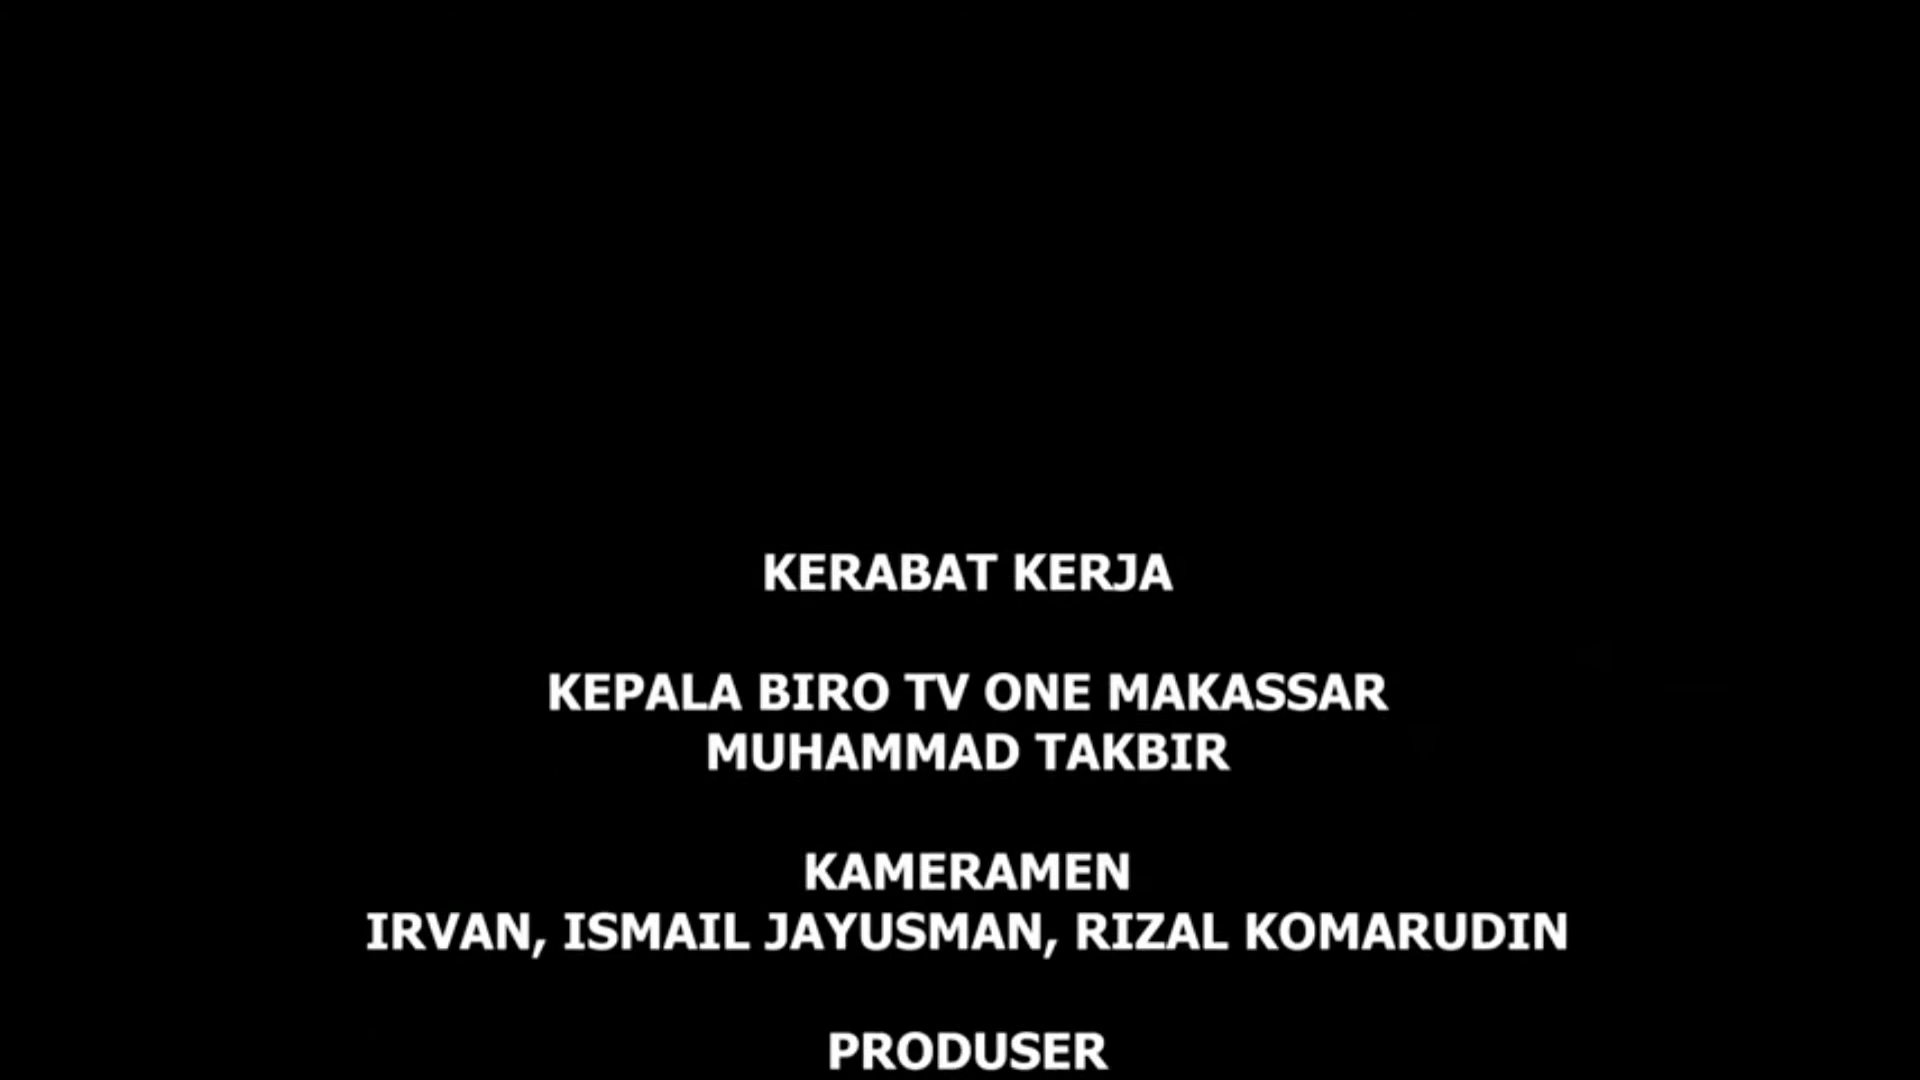 KERABAT KERJA
KEPALA BIRO TV ONE MAKASSAR
MUHAMMAD TAKBIR
KAMERAMEN
IRVAN, ISMAIL JAYUSMAN, RIZAL KOMARUDIN
PRODUSER